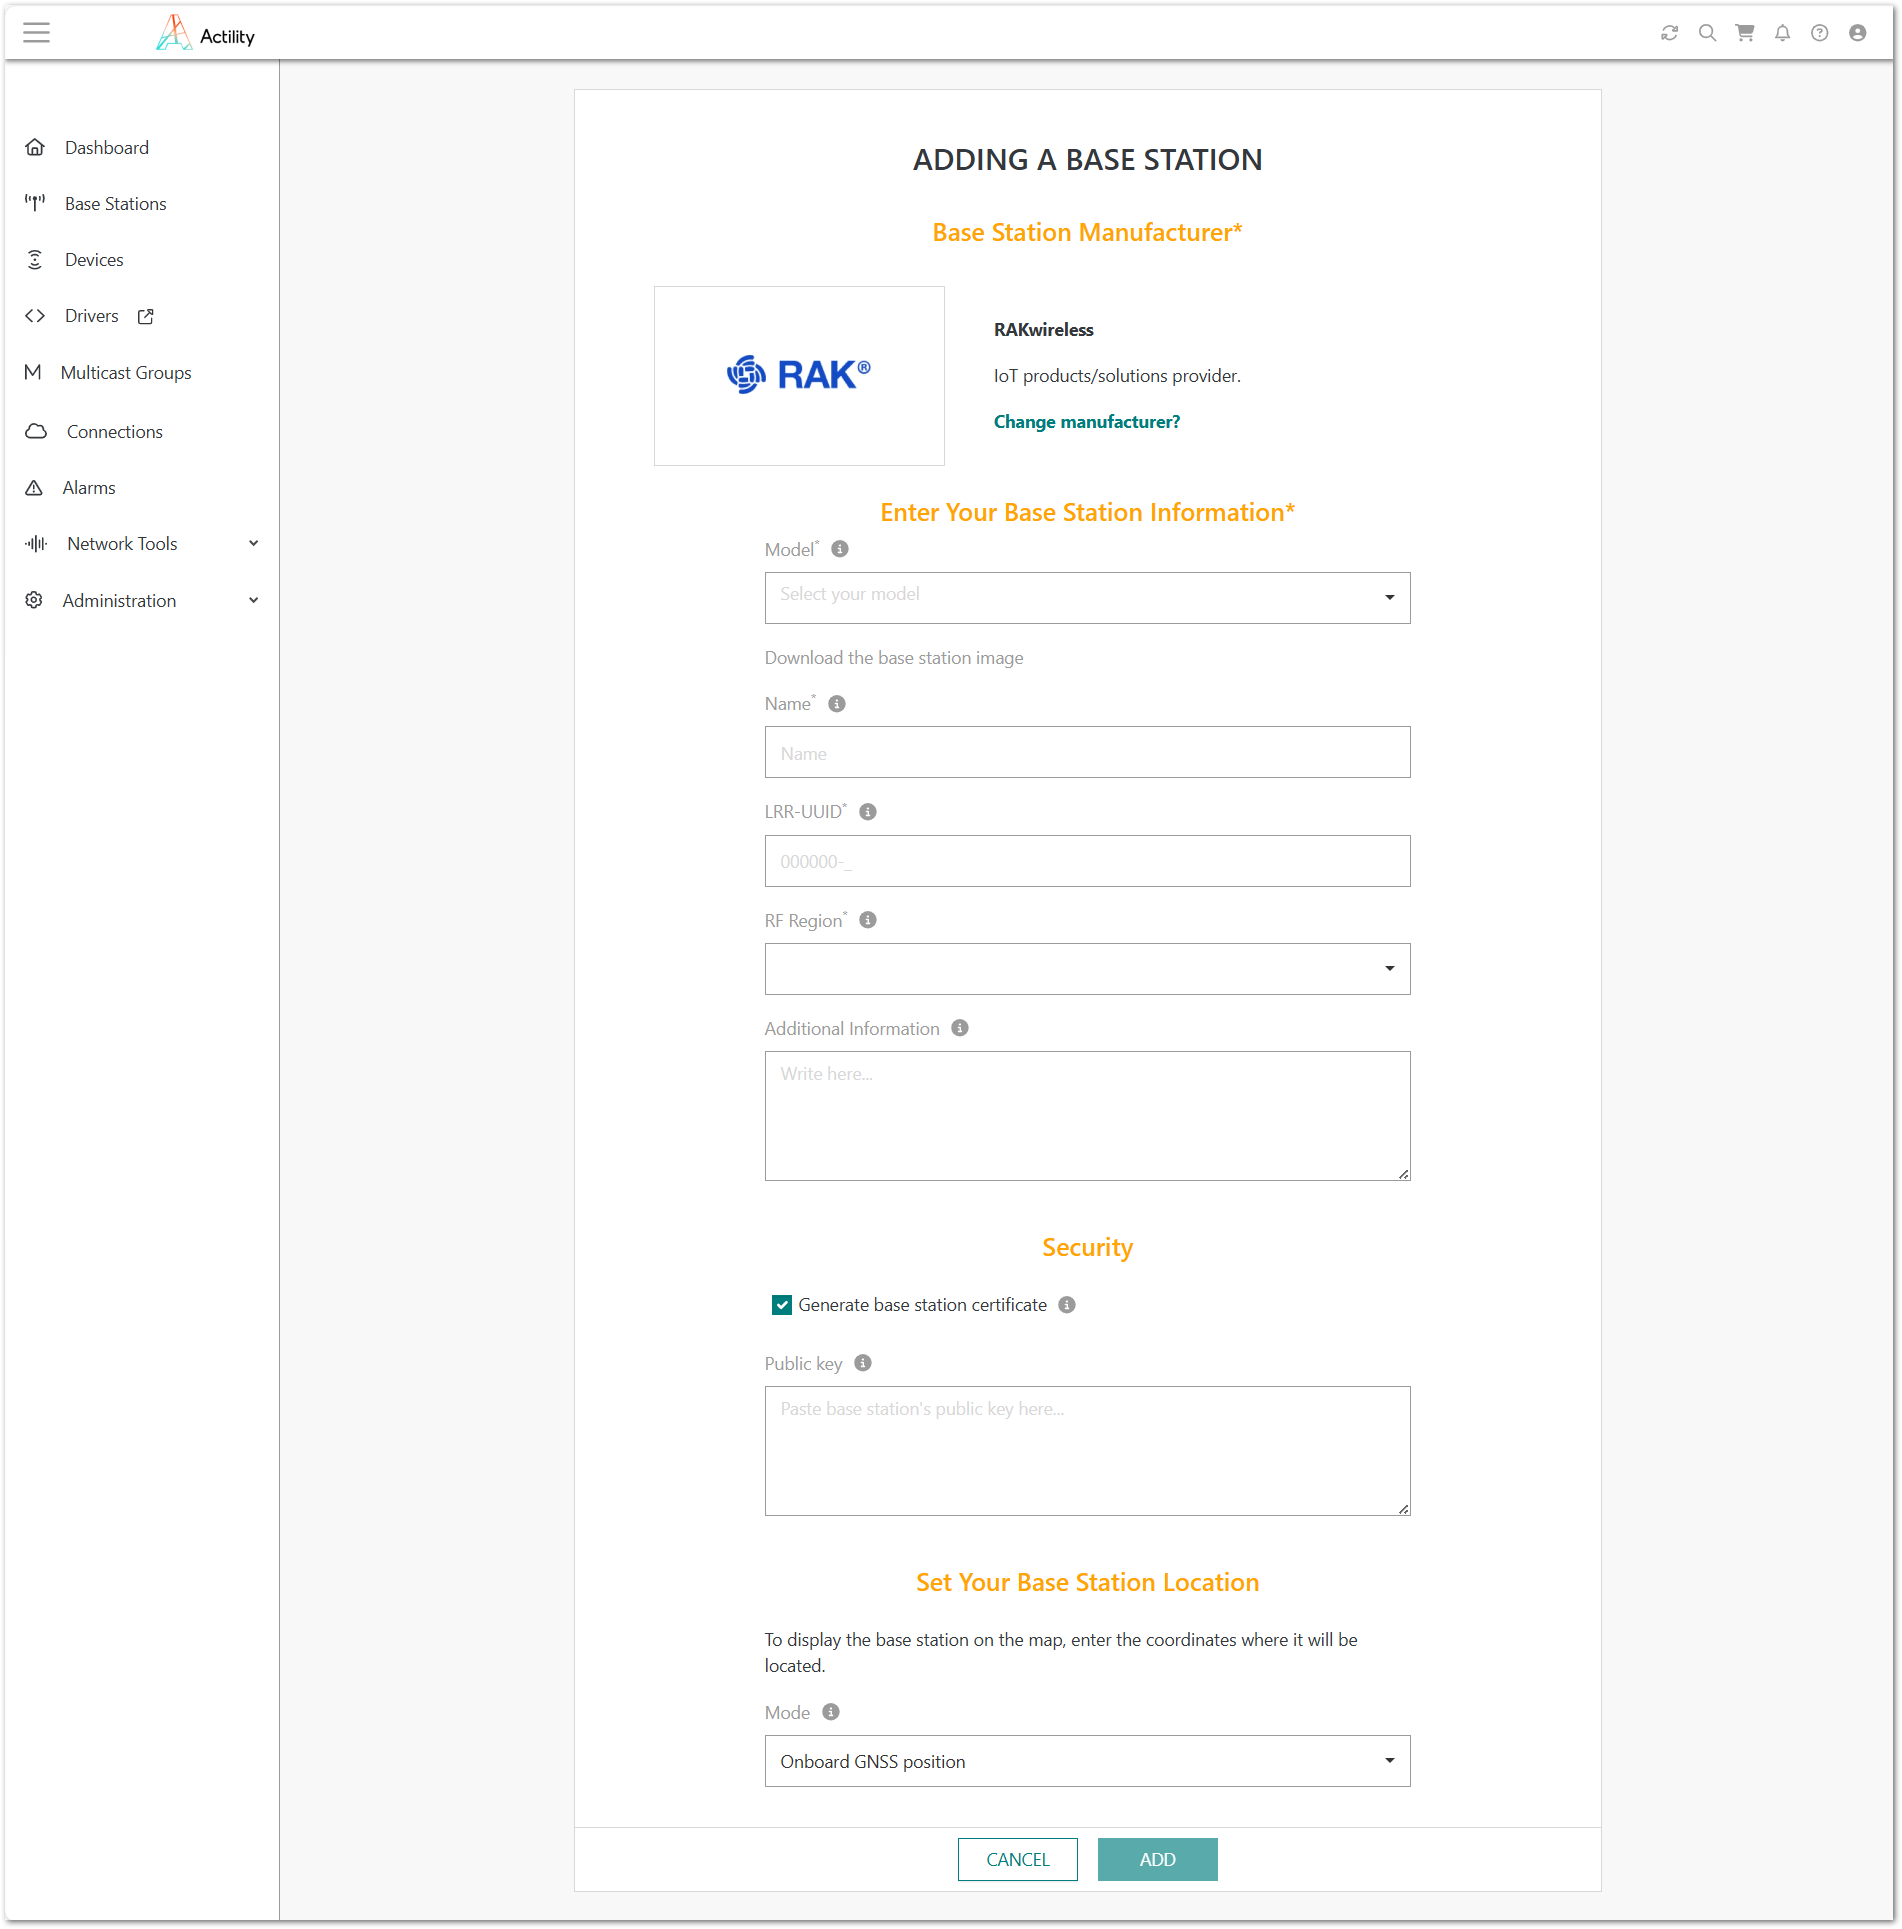 Actility
Dashboard
Base Stations
Devices
Drivers
Multicast Groups
Connections
Alarms
Network Tools
Administration
ADDING A BASE STATION
Base Station Manufacturer*
RAK®
RAKwireless
IoT products/solutions provider.
Change manufacturer?
Enter Your Base Station Information*
Model*
Select your model
Download the base station image
Name*
Name
LRR-UUID*
000000-_
RF Region*
Additional Information
Write here...
Security
Generate base station certificate
Public key
Paste base station's public key here...
Set Your Base Station Location
To display the base station on the map, enter the coordinates where it will be
located.
Mode
Onboard GNSS position
CANCEL
ADD